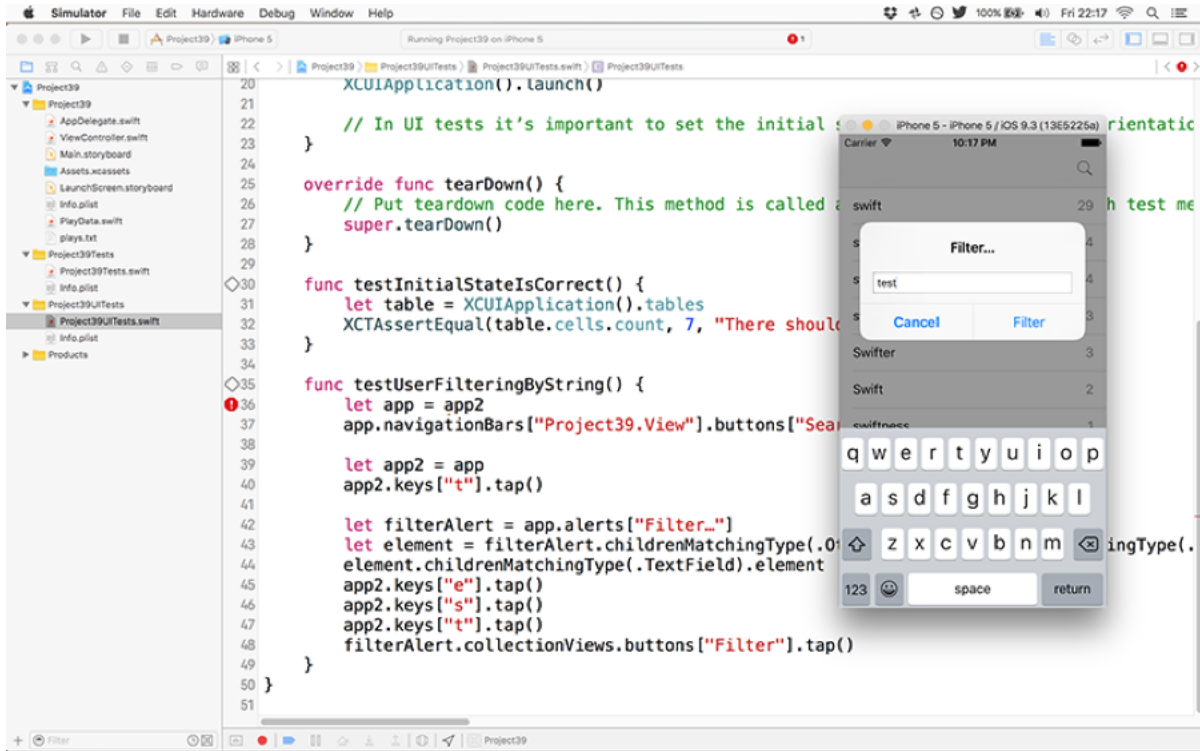 Simulator File Edit Hardware Debug Window Help 100% Fri 22:17
Project39 iPhone 5 Running Project39 on iPhone 5 1
Project39 Project39UITests Project39UITests.swift Project39UITests
Project39
Project39
AppDelegate.swift
ViewController.swift
Main.storyboard
Assets.xcassets
LaunchScreen.storyboard
Info.plist
PlayData.swift
plays.txt
Project39Tests
Project39Tests.swift
Info.plist
Project39UITests
Project39UITests.swift
Info.plist
Products
Filter
20 XCUIApplication().launch()
21
22 // In UI tests it’s important to set the initial s
23 }
24
25 override func tearDown() {
26 // Put teardown code here. This method is called a
27 super.tearDown()
28 }
29
30 func testInitialStateIsCorrect() {
31 let table = XCUIApplication().tables
32 XCTAssertEqual(table.cells.count, 7, "There shoul
33 }
34
35 func testUserFilteringByString() {
36 let app = app2
37 app.navigationBars["Project39.View"].buttons["Sear
38
39 let app2 = app
40 app2.keys["t"].tap()
41
42 let filterAlert = app.alerts["Filter…"]
43 let element = filterAlert.childrenMatchingType(.Ot
44 element.childrenMatchingType(.TextField).element
45 app2.keys["e"].tap()
46 app2.keys["s"].tap()
47 app2.keys["t"].tap()
48 filterAlert.collectionViews.buttons["Filter"].tap()
49 }
50 }
51
Project39
iPhone 5 - iPhone 5 / iOS 9.3 (13E5225a)
rientatic
h test me
ingType(.
Carrier 10:17 PM
swift 29
s 4
s 4
s 3
Filter...
test
Cancel Filter
Swifter 3
Swift 2
swiftness 1
q w e r t y u i o p
a s d f g h j k l
z x c v b n m
123 space return